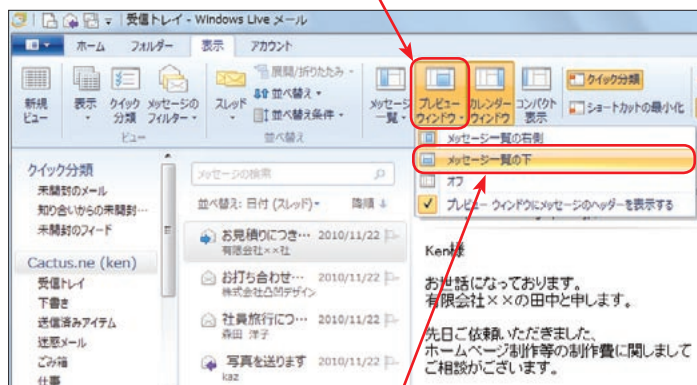 受信トレイ - Windows Live メール
ホーム フォルダー 表示 アカウント
新規ビュー
表示
クイック分類
メッセージのフィルター
ビュー
スレッド
展開/折りたたみ
並べ替え
並べ替え条件
並べ替え
メッセージ一覧
プレビューウィンドウ
カレンダーウィンドウ
コンパクト表示
クイック分類
ショートカットの最小化
メッセージ一覧の右側
メッセージ一覧の下
オフ
プレビュー ウィンドウにメッセージのヘッダーを表示する
クイック分類
未開封のメール
知り合いからの未開封…
未開封のフィード
Cactus.ne (ken)
受信トレイ
下書き
送信済みアイテム
迷惑メール
ごみ箱
仕事
メッセージの検索
並べ替え: 日付 (スレッド) 降順
お見積りにつき… 2010/11/22
有限会社××社
お打ち合わせ… 2010/11/22
株式会社凸凹デザイン
社員旅行につ… 2010/11/22
森田 洋子
写真を送ります 2010/11/22
kaz
Ken様
お世話になっております。
有限会社××の田中と申します。
先日ご依頼いただきました、
ホームページ制作等の制作費に関しまして
ご相談がございます。